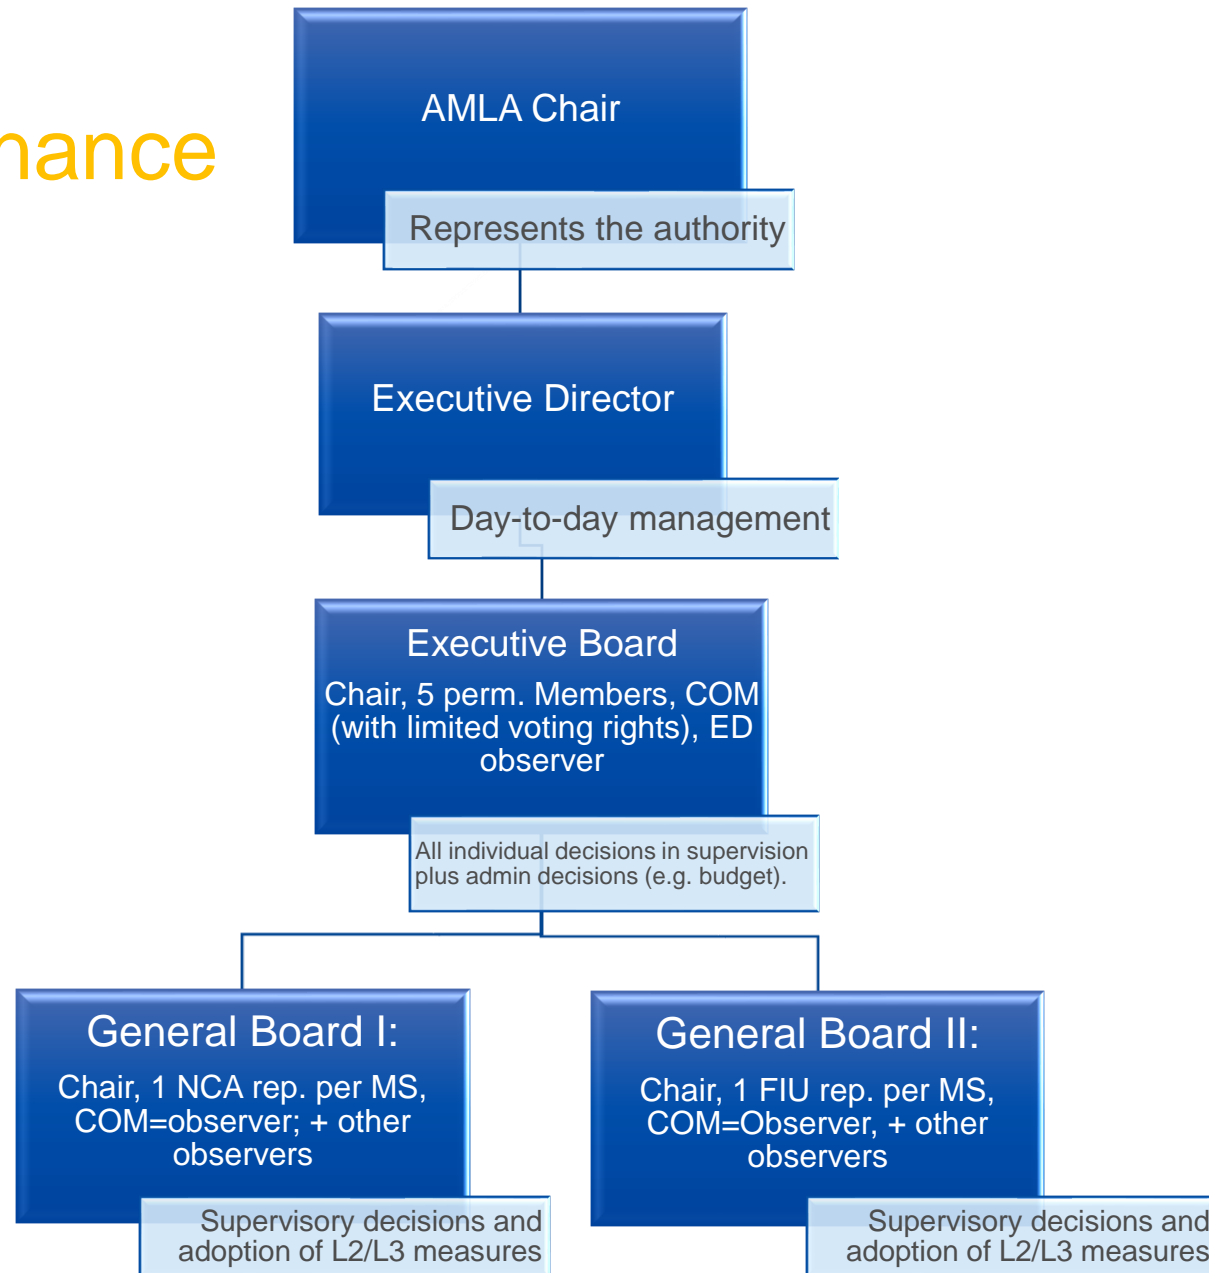 AMLA Chair
nance
Represents the authority
Executive Director
Day-to-day management
Executive Board
Chair, 5 perm. Members, COM
(with limited voting rights), ED
observer
All individual decisions in supervision
plus admin decisions (e.g. budget).
General Board I:
Chair, 1 NCA rep. per MS,
COM=observer; + other
observers
Supervisory decisions and
adoption of L2/L3 measures
General Board II:
Chair, 1 FIU rep. per MS,
COM=Observer, + other
observers
Supervisory decisions and
adoption of L2/L3 measures